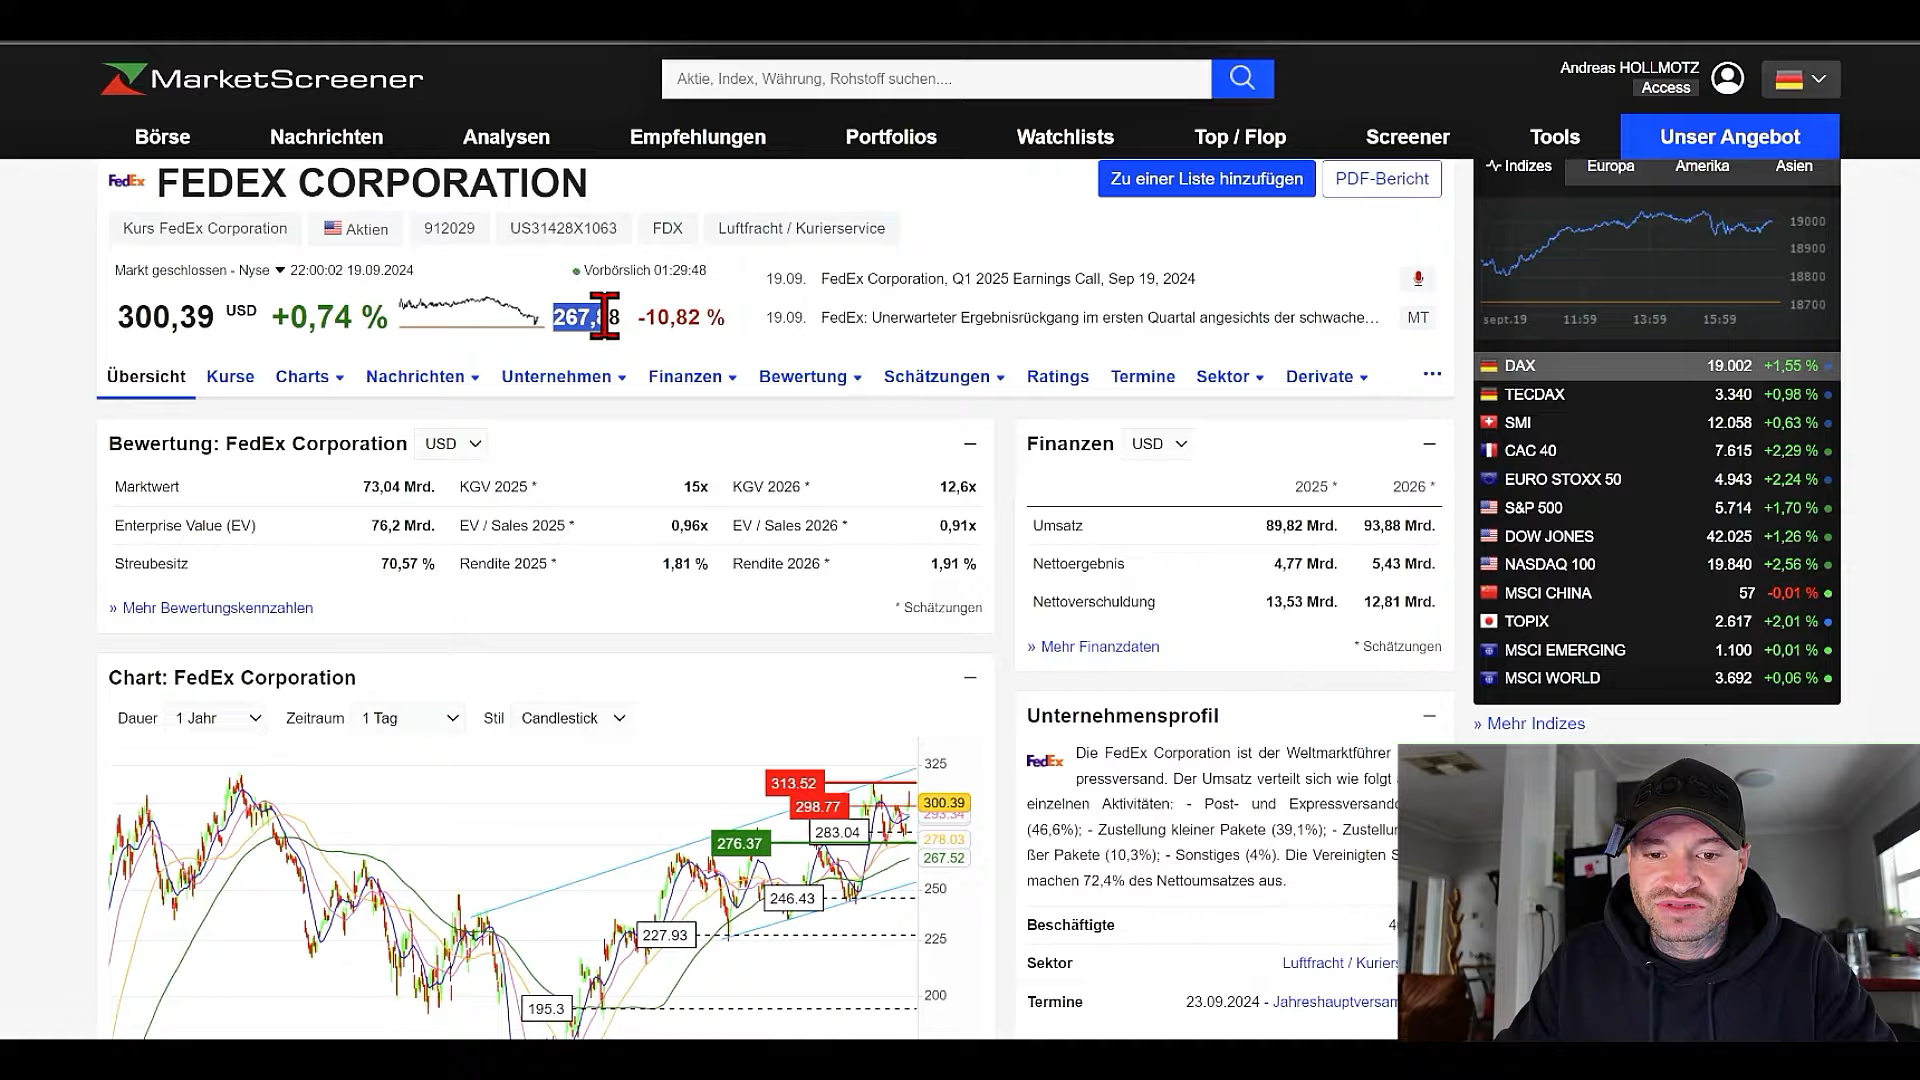 MarketScreener
Aktie, Index, Währung, Rohstoff suchen....
Andreas HOLLMOTZ
Access
Börse Nachrichten Analysen Empfehlungen Portfolios Watchlists Top / Flop Screener Tools Unser Angebot
FedEx FEDEX CORPORATION
Zu einer Liste hinzufügen PDF-Bericht
Kurs FedEx Corporation Aktien 912029 US31428X1063 FDX Luftfracht / Kurierservice
Markt geschlossen - Nyse 22:00:02 19.09.2024 Vorbörslich 01:29:48
300,39 USD +0,74 % -10,82 %
19.09. FedEx Corporation, Q1 2025 Earnings Call, Sep 19, 2024
19.09. FedEx: Unerwarteter Ergebnisrückgang im ersten Quartal angesichts der schwache... MT
Übersicht Kurse Charts Nachrichten Unternehmen Finanzen Bewertung Schätzungen Ratings Termine Sektor Derivate ...
Bewertung: FedEx Corporation USD
Marktwert 73,04 Mrd. KGV 2025 * 15x KGV 2026 * 12,6x
Enterprise Value (EV) 76,2 Mrd. EV / Sales 2025 * 0,96x EV / Sales 2026 * 0,91x
Streubesitz 70,57 % Rendite 2025 * 1,81 % Rendite 2026 * 1,91 %
» Mehr Bewertungskennzahlen * Schätzungen
Finanzen USD
2025 * 2026 *
Umsatz 89,82 Mrd. 93,88 Mrd.
Nettoergebnis 4,77 Mrd. 5,43 Mrd.
Nettoverschuldung 13,53 Mrd. 12,81 Mrd.
» Mehr Finanzdaten * Schätzungen
Chart: FedEx Corporation
Dauer 1 Jahr Zeitraum 1 Tag Stil Candlestick
325
313.52
298.77
300.39
293.34
283.04
276.37
278.03
267.52
250
246.43
227.93
225
200
195.3
Unternehmensprofil
FedEx Die FedEx Corporation ist der Weltmarktführer
pressversand. Der Umsatz verteilt sich wie folgt
einzelnen Aktivitäten: - Post- und Expressversand
(46,6%); - Zustellung kleiner Pakete (39,1%); - Zustellu
ßer Pakete (10,3%); - Sonstiges (4%). Die Vereinigten S
machen 72,4% des Nettoumsatzes aus.
Beschäftigte
Sektor Luftfracht / Kuriers
Termine 23.09.2024 - Jahreshauptversam
Indizes Europa Amerika Asien
19000
18900
18800
18700
sept.19 11:59 13:59 15:59
DAX 19.002 +1,55 %
TECDAX 3.340 +0,98 %
SMI 12.058 +0,63 %
CAC 40 7.615 +2,29 %
EURO STOXX 50 4.943 +2,24 %
S&P 500 5.714 +1,70 %
DOW JONES 42.025 +1,26 %
NASDAQ 100 19.840 +2,56 %
MSCI CHINA 57 -0,01 %
TOPIX 2.617 +2,01 %
MSCI EMERGING 1.100 +0,01 %
MSCI WORLD 3.692 +0,06 %
» Mehr Indizes
BOSS